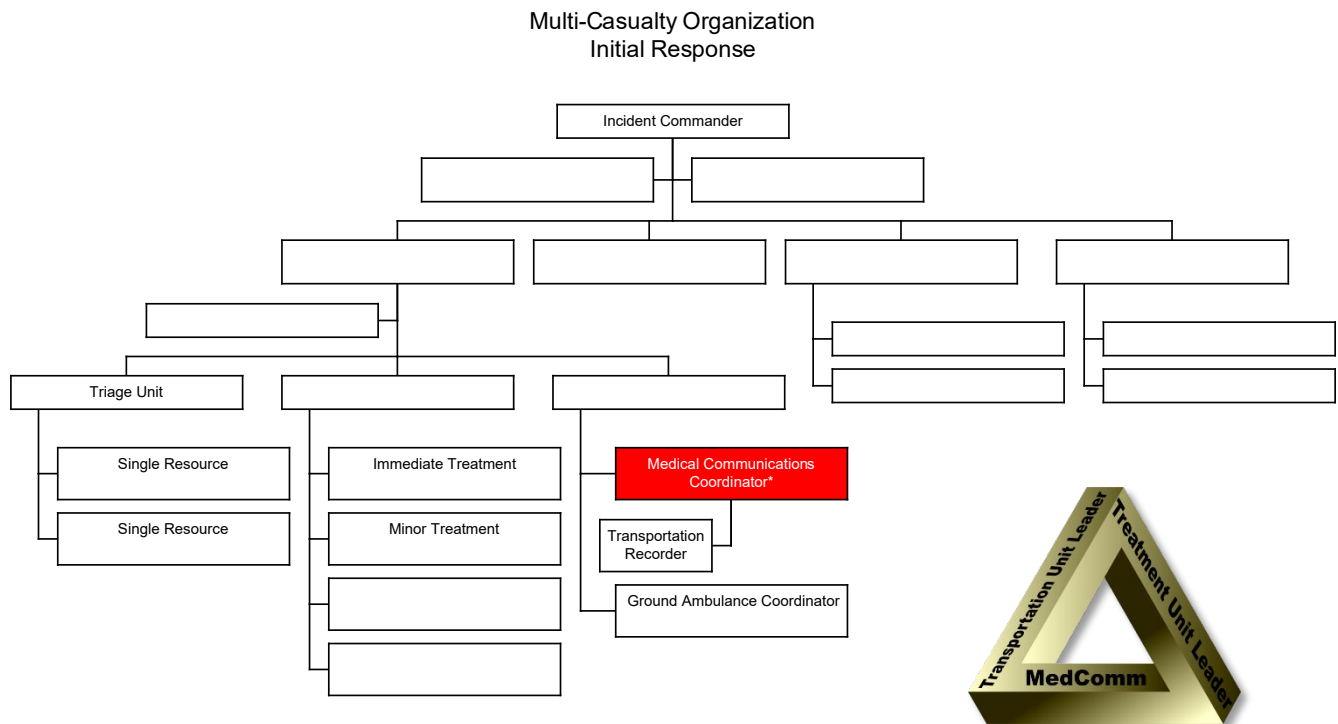 Multi-Casualty Organization
Initial Response
Incident Commander
Triage Unit
Single Resource
Single Resource
Immediate Treatment
Minor Treatment
Medical Communications
Coordinator*
Transportation
Recorder
Ground Ambulance Coordinator
Transportation Unit Leader
Treatment Unit Leader
MedComm